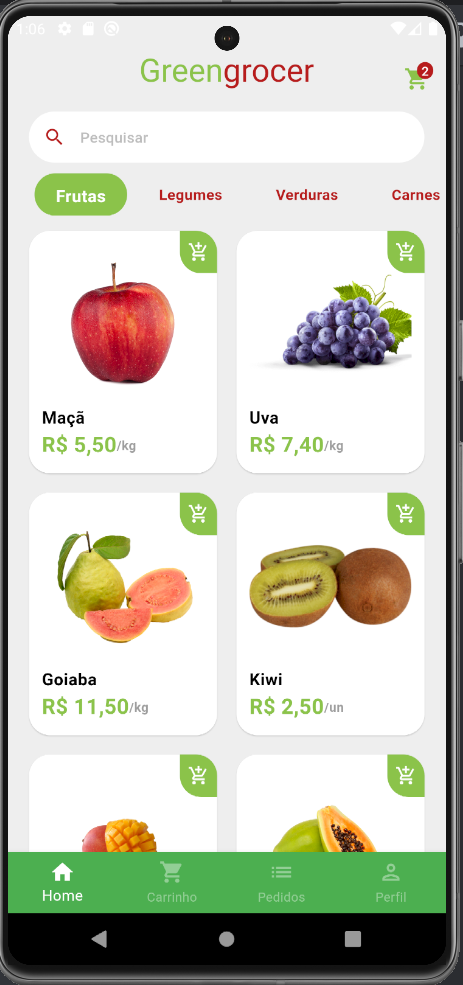 1:06
Greengrocer
2
Pesquisar
Frutas Legumes Verduras Carnes
Maçã Uva
R$ 5,50/kg R$ 7,40/kg
Goiaba Kiwi
R$ 11,50/kg R$ 2,50/un
Home Carrinho Pedidos Perfil